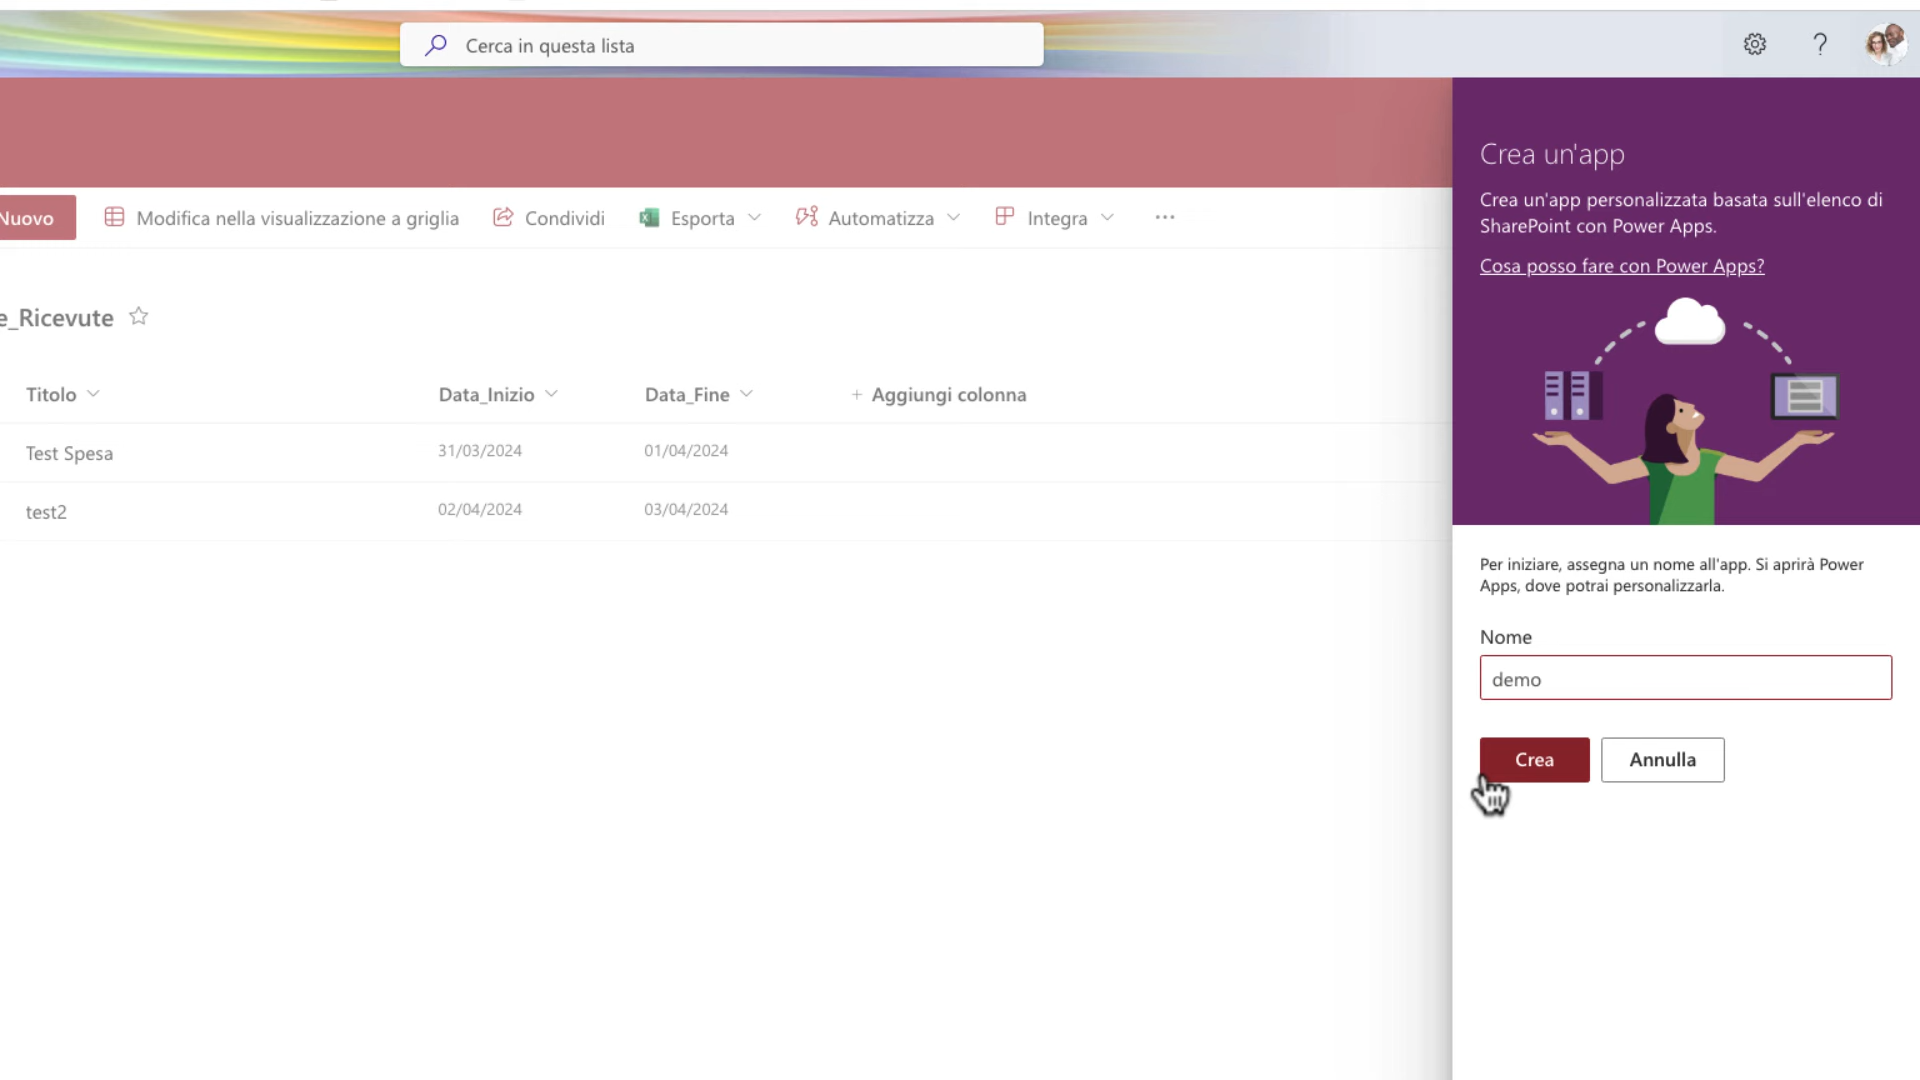 Cerca in questa lista
Nuovo
Modifica nella visualizzazione a griglia
Condividi
Esporta
Automatizza
Integra
e_Ricevute
Titolo
Data_Inizio
Data_Fine
+ Aggiungi colonna
Test Spesa
31/03/2024
01/04/2024
test2
02/04/2024
03/04/2024
Crea un'app
Crea un'app personalizzata basata sull'elenco di
SharePoint con Power Apps.
Cosa posso fare con Power Apps?
Per iniziare, assegna un nome all'app. Si aprirà Power
Apps, dove potrai personalizzarla.
Nome
demo
Crea
Annulla